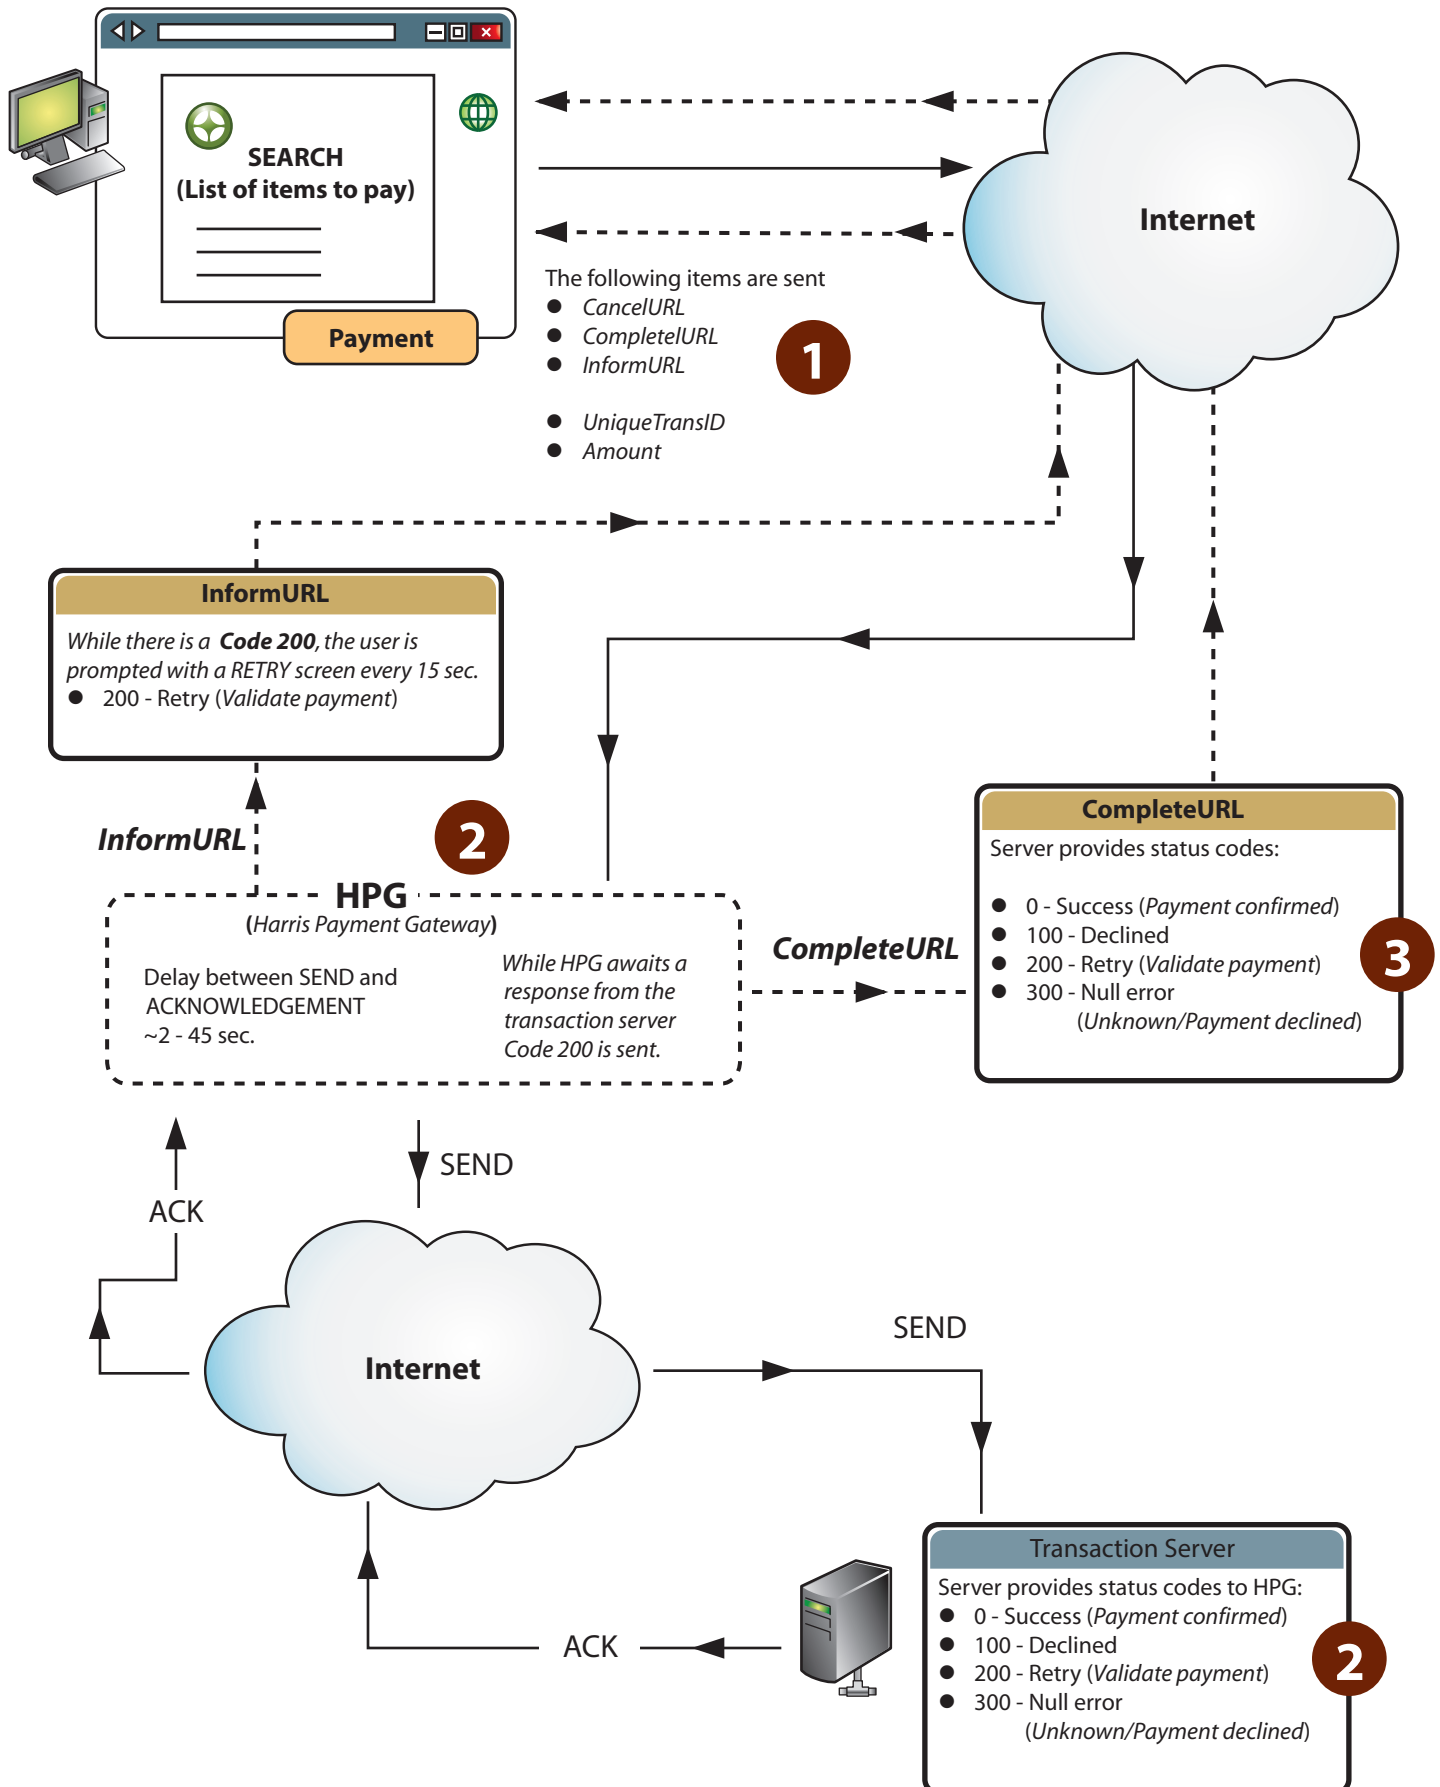 SEARCH
(List of items to pay)
Payment
Internet
The following items are sent
● CancelURL
● CompletelURL
● InformURL
● UniqueTransID
● Amount
1
InformURL
While there is a Code 200, the user is
prompted with a RETRY screen every 15 sec.
● 200 - Retry (Validate payment)
InformURL
2
HPG
(Harris Payment Gateway)
Delay between SEND and
ACKNOWLEDGEMENT
~2 - 45 sec.
While HPG awaits a
response from the
transaction server
Code 200 is sent.
CompleteURL
CompleteURL
Server provides status codes:
● 0 - Success (Payment confirmed)
● 100 - Declined
● 200 - Retry (Validate payment)
● 300 - Null error
(Unknown/Payment declined)
3
SEND
ACK
Internet
SEND
ACK
Transaction Server
Server provides status codes to HPG:
● 0 - Success (Payment confirmed)
● 100 - Declined
● 200 - Retry (Validate payment)
● 300 - Null error
(Unknown/Payment declined)
2